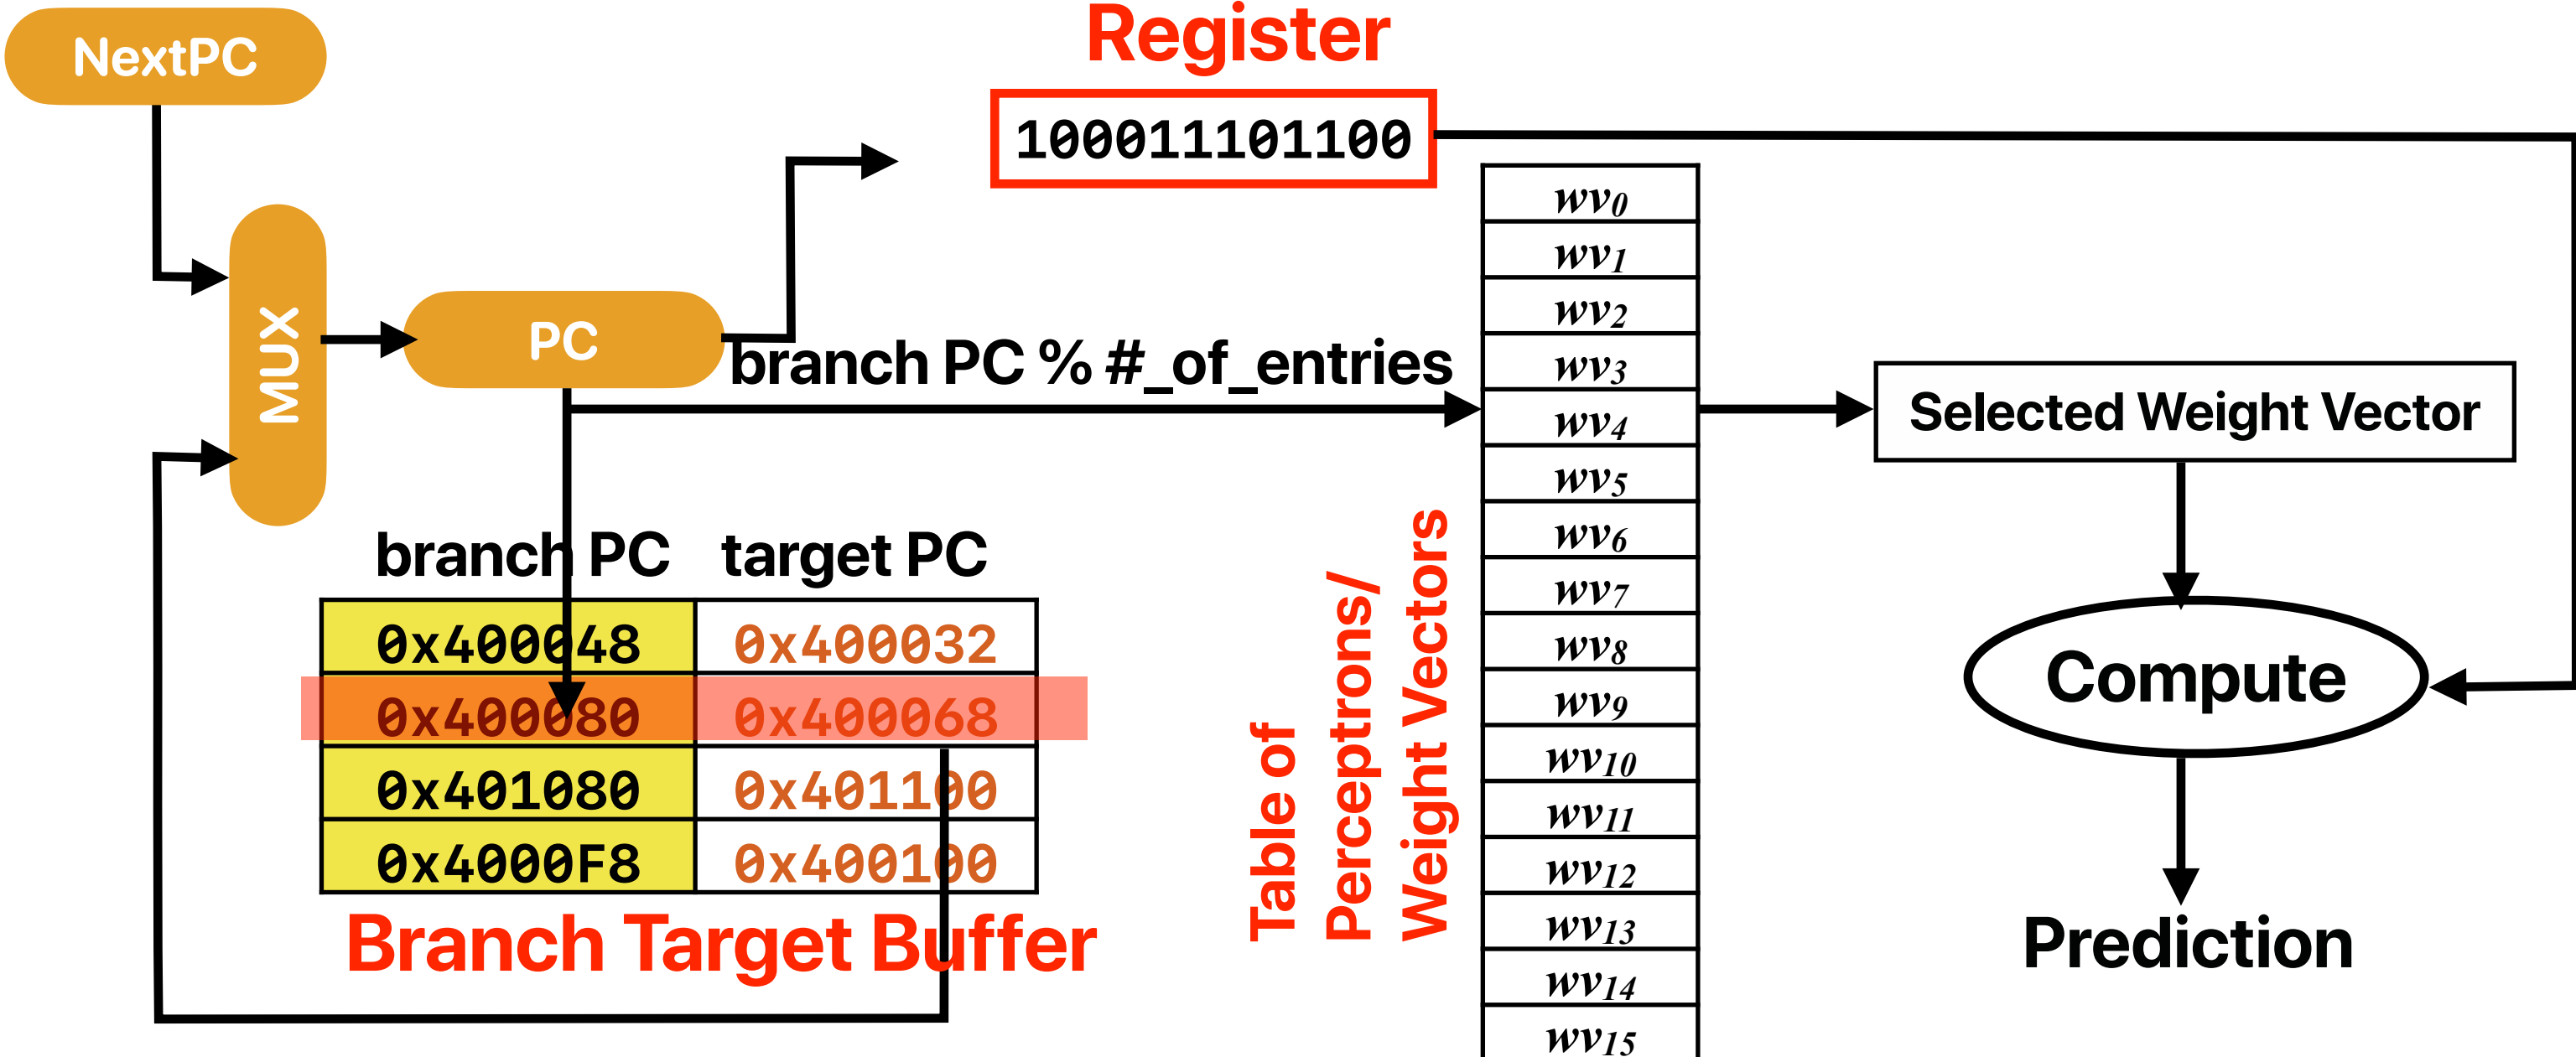 NextPC
Register
100011101100
MUX
PC
branch PC % #_of_entries
branch PC target PC
0x400048 0x400032
0x400080 0x400068
0x401080 0x401100
0x4000F8 0x400100
Branch Target Buffer
Table of
Perceptrons/
Weight Vectors
wv0
wv1
wv2
wv3
wv4
wv5
wv6
wv7
wv8
wv9
wv10
wv11
wv12
wv13
wv14
wv15
Selected Weight Vector
Compute
Prediction